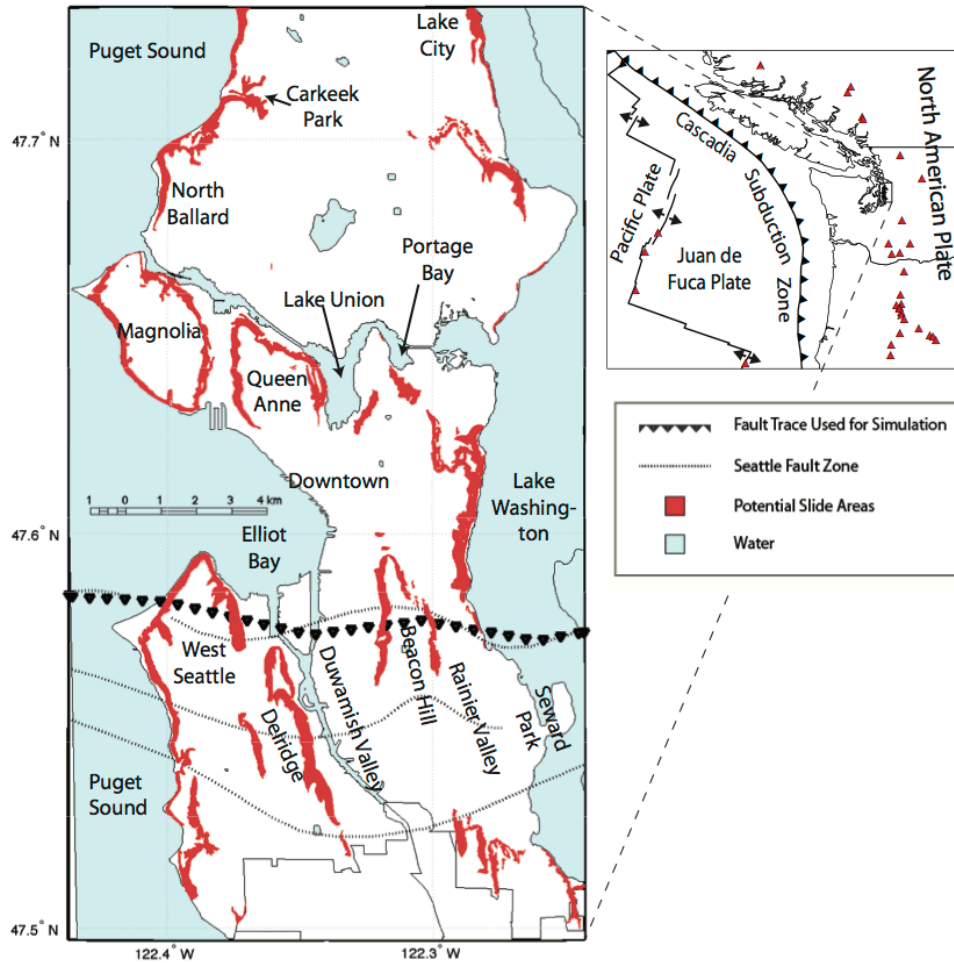 Puget Sound
Lake
City
Carkeek
Park
47.7° N
North
Ballard
Portage
Bay
Lake Union
Magnolia
Queen
Anne
Downtown
1 0 1 2 3 4 km
Lake
Washing-
ton
47.6° N
Elliot
Bay
West
Seattle
Delridge
Duwamish Valley
Beacon Hill
Rainier Valley
Seward
Park
Puget
Sound
47.5° N
122.4° W
122.3° W
Cascadia
Subduction
Zone
Pacific Plate
Juan de
Fuca Plate
North American Plate
Fault Trace Used for Simulation
Seattle Fault Zone
Potential Slide Areas
Water